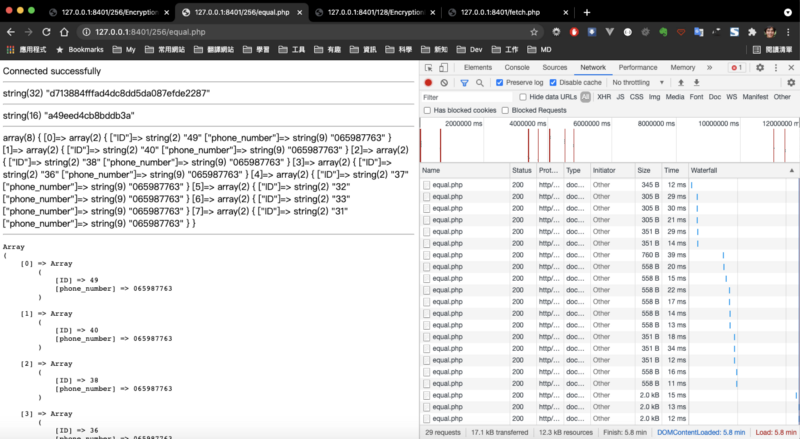 127.0.0.1:8401/256/Encryption
127.0.0.1:8401/256/equal.php
127.0.0.1:8401/128/Encryption
127.0.0.1:8401/fetch.php
127.0.0.1:8401/256/equal.php
應用程式 Bookmarks My 常用網站 翻譯網站 學習 工具 有趣 資訊 科學 新知 Dev 工作 MD 閱讀清單
Connected successfully
string(32) "d713884fffad4dc8dd5da087efde2287"
string(16) "a49eed4cb8bddb3a"
array(8) { [0]=> array(2) { ["ID"]=> string(2) "49" ["phone_number"]=> string(9) "065987763" }
[1]=> array(2) { ["ID"]=> string(2) "40" ["phone_number"]=> string(9) "065987763" } [2]=> array(2)
{ ["ID"]=> string(2) "38" ["phone_number"]=> string(9) "065987763" } [3]=> array(2) { ["ID"]=>
string(2) "36" ["phone_number"]=> string(9) "065987763" } [4]=> array(2) { ["ID"]=> string(2) "37"
["phone_number"]=> string(9) "065987763" } [5]=> array(2) { ["ID"]=> string(2) "32"
["phone_number"]=> string(9) "065987763" } [6]=> array(2) { ["ID"]=> string(2) "33"
["phone_number"]=> string(9) "065987763" } [7]=> array(2) { ["ID"]=> string(2) "31"
["phone_number"]=> string(9) "065987763" } }
Array
(
[0] => Array
(
[ID] => 49
[phone_number] => 065987763
)
[1] => Array
(
[ID] => 40
[phone_number] => 065987763
)
[2] => Array
(
[ID] => 38
[phone_number] => 065987763
)
[3] => Array
(
[ID] => 36
Elements Console Sources Network Performance Memory » 1
Preserve log Disable cache No throttling
Filter Hide data URLs All XHR JS CSS Img Media Font Doc WS Manifest Other
Has blocked cookies Blocked Requests
2000000 ms 4000000 ms 6000000 ms 8000000 ms 10000000 ms 12000000 m
Name Status Prot... Type Initiator Size Time Waterfall
equal.php 200 http/... doc... Other 345 B 12 ms
equal.php 200 http/... doc... Other 305 B 29 ms
equal.php 200 http/... doc... Other 305 B 30 ms
equal.php 200 http/... doc... Other 305 B 21 ms
equal.php 200 http/... doc... Other 351 B 29 ms
equal.php 200 http/... doc... Other 351 B 14 ms
equal.php 200 http/... doc... Other 760 B 39 ms
equal.php 200 http/... doc... Other 558 B 20 ms
equal.php 200 http/... doc... Other 558 B 15 ms
equal.php 200 http/... doc... Other 558 B 22 ms
equal.php 200 http/... doc... Other 558 B 17 ms
equal.php 200 http/... doc... Other 558 B 14 ms
equal.php 200 http/... doc... Other 558 B 13 ms
equal.php 200 http/... doc... Other 351 B 18 ms
equal.php 200 http/... doc... Other 351 B 34 ms
equal.php 200 http/... doc... Other 351 B 12 ms
equal.php 200 http/... doc... Other 558 B 16 ms
equal.php 200 http/... doc... Other 558 B 11 ms
equal.php 200 http/... doc... Other 2.0 kB 15 ms
equal.php 200 http/... doc... Other 2.0 kB 13 ms
equal.php 200 http/... doc... Other 2.0 kB 12 ms
29 requests 17.1 kB transferred 12.3 kB resources Finish: 5.8 min DOMContentLoaded: 5.8 min Load: 5.8 min